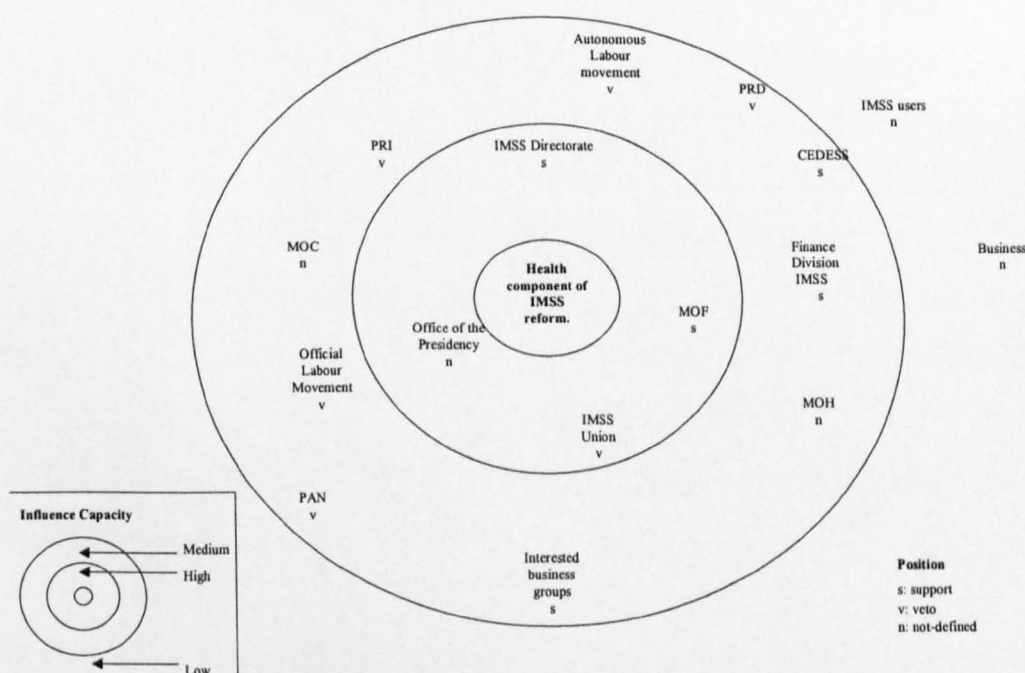 Autonomous
Labour
movement
v
PRD
v
IMSS users
n
PRI
v
IMSS Directorate
s
CEDESS
s
MOC
n
Health
component of
IMSS
reform.
Finance
Division
IMSS
s
Business
n
Office of the
Presidency
n
MOF
s
Official
Labour
Movement
v
IMSS
Union
v
MOH
n
PAN
v
Interested
business
groups
s
Influence Capacity
Medium
High
Low
Position
s: support
v: veto
n: not-defined